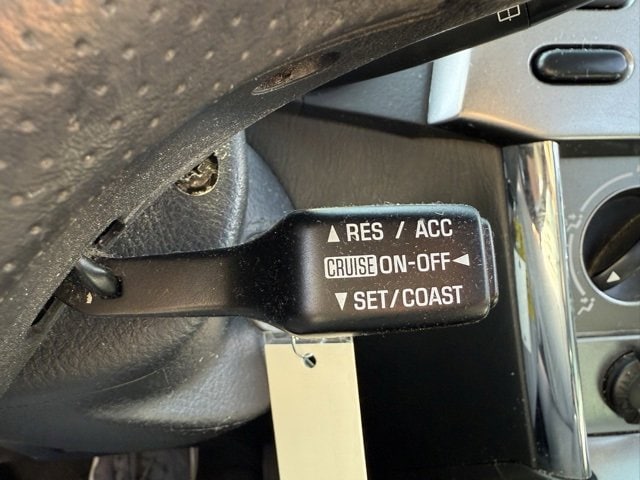 ▲RES / ACC
CRUISE ON-OFF◄
▼SET/COAST